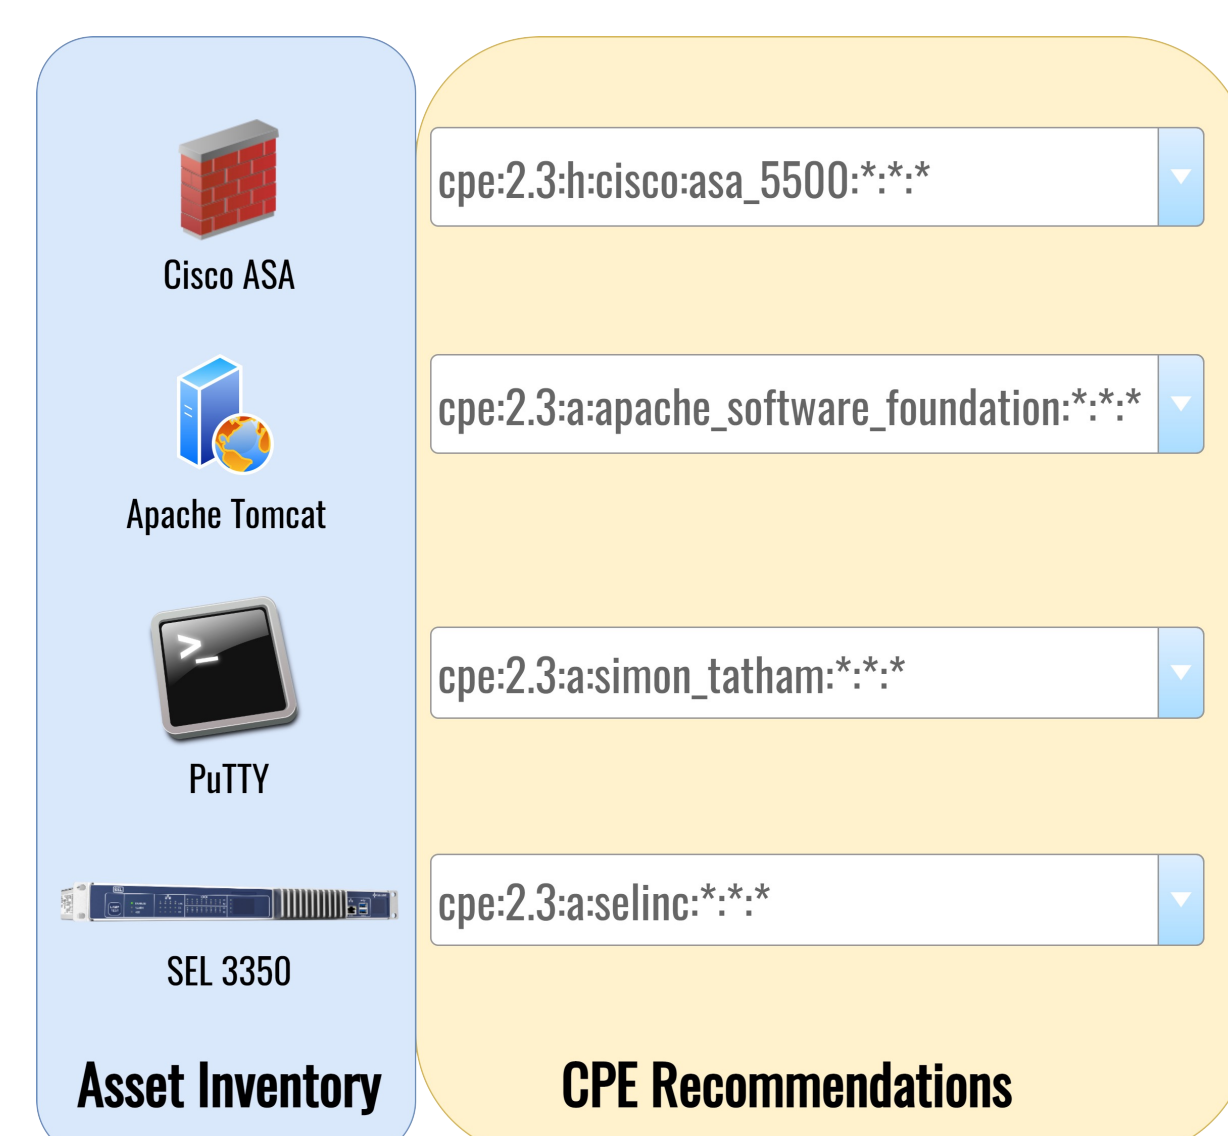 cpe:2.3:h:cisco:asa_5500:*:*:*
Cisco ASA
cpe:2.3:a:apache_software_foundation:*:*:*
Apache Tomcat
>_
cpe:2.3:a:simon_tatham:*:*:*
PuTTY
SEL
cpe:2.3:a:selinc:*:*:*
SEL 3350
Asset Inventory
CPE Recommendations